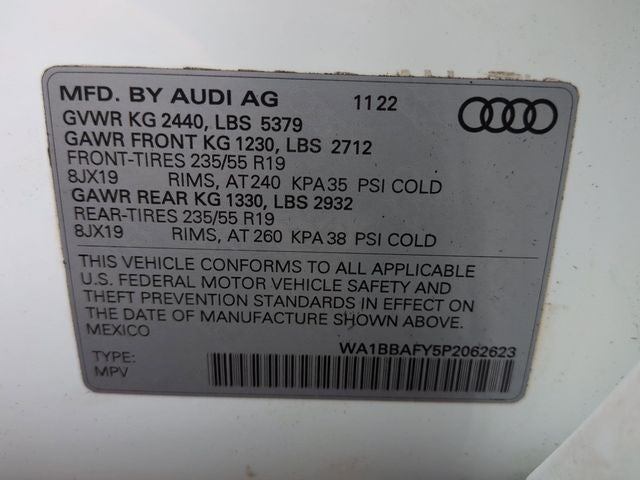 MFD. BY AUDI AG 11 22
GVWR KG 2440, LBS 5379
GAWR FRONT KG 1230, LBS 2712
FRONT-TIRES 235/55 R19
8JX19 RIMS, AT 240 KPA 35 PSI COLD
GAWR REAR KG 1330, LBS 2932
REAR-TIRES 235/55 R19
8JX19 RIMS, AT 260 KPA 38 PSI COLD
THIS VEHICLE CONFORMS TO ALL APPLICABLE
U.S. FEDERAL MOTOR VEHICLE SAFETY AND
THEFT PREVENTION STANDARDS IN EFFECT ON
THE DATE OF MANUFACTURE SHOWN ABOVE.
MEXICO
WA1BBAFY5P2062623
TYPE:
MPV